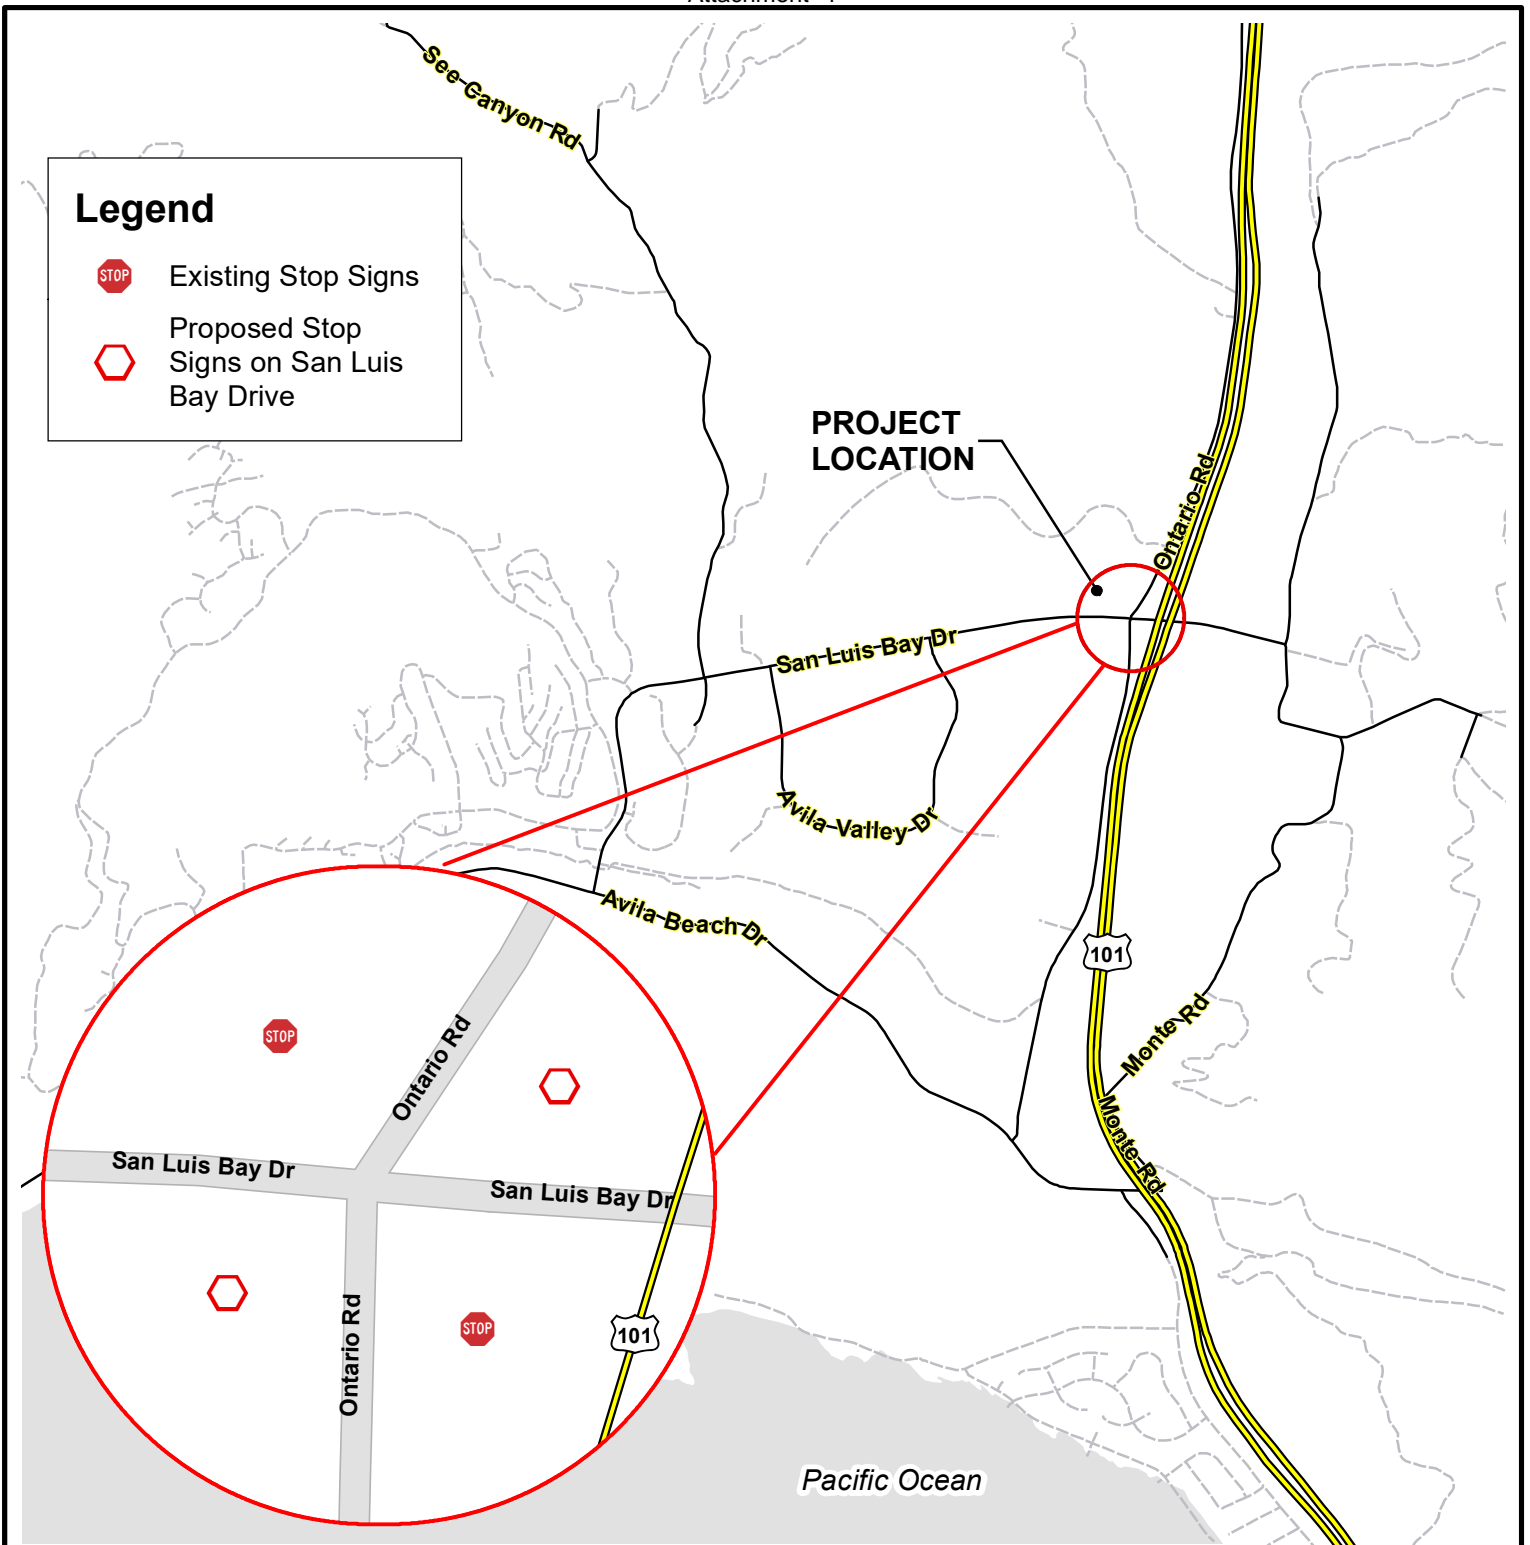 See Canyon Rd
Legend
STOP
Existing Stop Signs
Proposed Stop
Signs on San Luis
Bay Drive
PROJECT
LOCATION
Ontario Rd
San Luis Bay Dr
Avila Valley Dr
Avila Beach Dr
101
Monte Rd
Monte Rd
STOP
Ontario Rd
San Luis Bay Dr
San Luis Bay Dr
Ontario Rd
STOP
101
Pacific Ocean